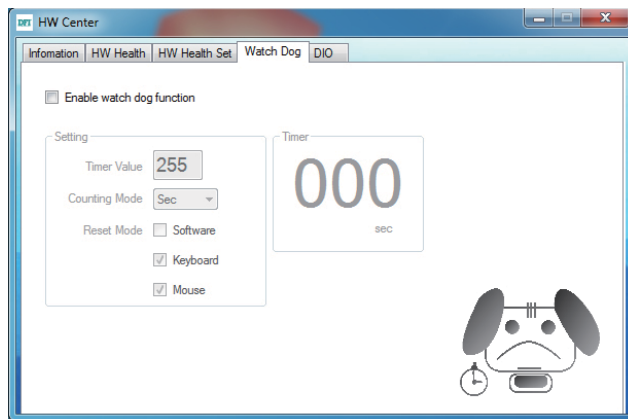 DFI HW Center
Infomation HW Health HW Health Set Watch Dog DIO
Enable watch dog function
Setting
Timer Value 255
Counting Mode Sec
Reset Mode Software
Keyboard
Mouse
Timer
000
sec